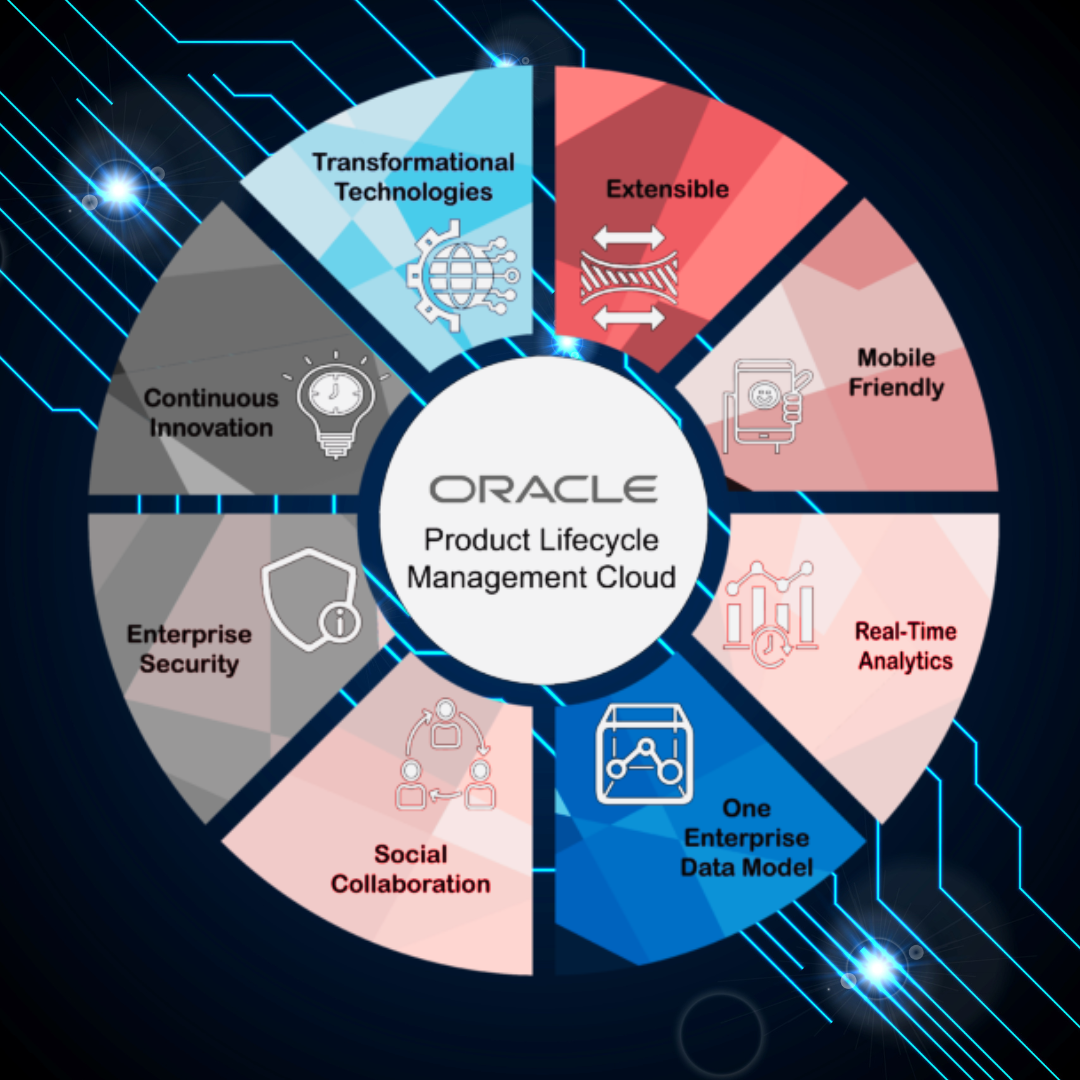 Transformational
Technologies
Extensible
Mobile
Friendly
Continuous
Innovation
ORACLE
Product Lifecycle
Management Cloud
Enterprise
Security
Real-Time
Analytics
One
Enterprise
Data Model
Social
Collaboration